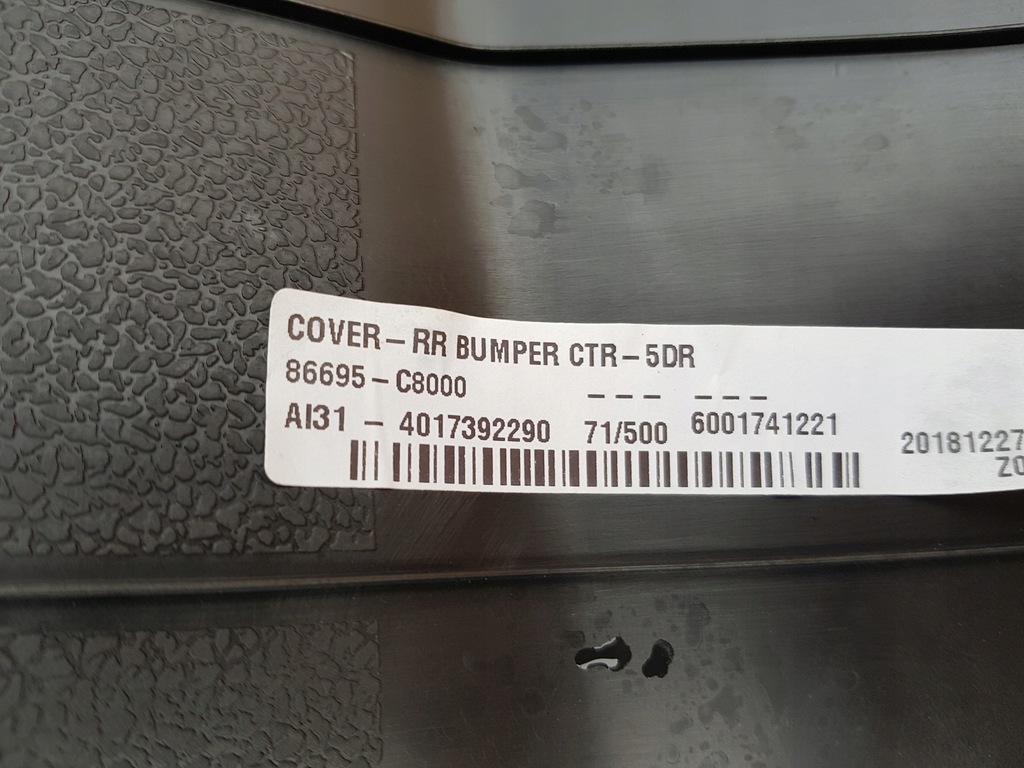 COVER-RR BUMPER CTR-5DR
86695-C8000 --- ---
AI31 - 4017392290 71/500 6001741221 20181227